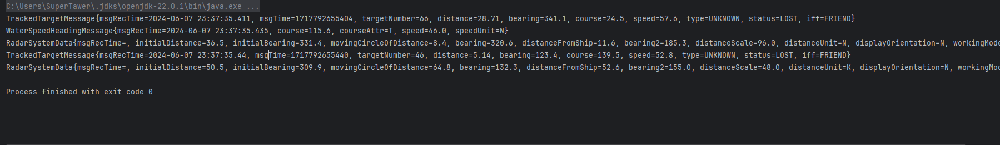 C:\Users\SuperTawer\.jdks\openjdk-22.0.1\bin\java.exe ...
TrackedTargetMessage{msgRecTime=2024-06-07 23:37:35.411, msgTime=1717792655404, targetNumber=66, distance=28.71, bearing=341.1, course=24.5, speed=57.6, type=UNKNOWN, status=LOST, iff=FRIEND}
WaterSpeedHeadingMessage{msgRecTime=2024-06-07 23:37:35.435, course=115.6, courseAttr=T, speed=46.0, speedUnit=N}
RadarSystemData{msgRecTime=, initialDistance=36.5, initialBearing=331.4, movingCircleOfDistance=8.4, bearing=320.6, distanceFromShip=11.6, bearing2=185.3, distanceScale=96.0, distanceUnit=N, displayOrientation=N, workingMode
TrackedTargetMessage{msgRecTime=2024-06-07 23:37:35.44, msgTime=1717792655440, targetNumber=46, distance=5.14, bearing=123.4, course=139.5, speed=52.8, type=UNKNOWN, status=LOST, iff=FRIEND}
RadarSystemData{msgRecTime=, initialDistance=50.5, initialBearing=309.9, movingCircleOfDistance=64.8, bearing=132.3, distanceFromShip=52.6, bearing2=155.0, distanceScale=48.0, distanceUnit=K, displayOrientation=N, workingMod
Process finished with exit code 0